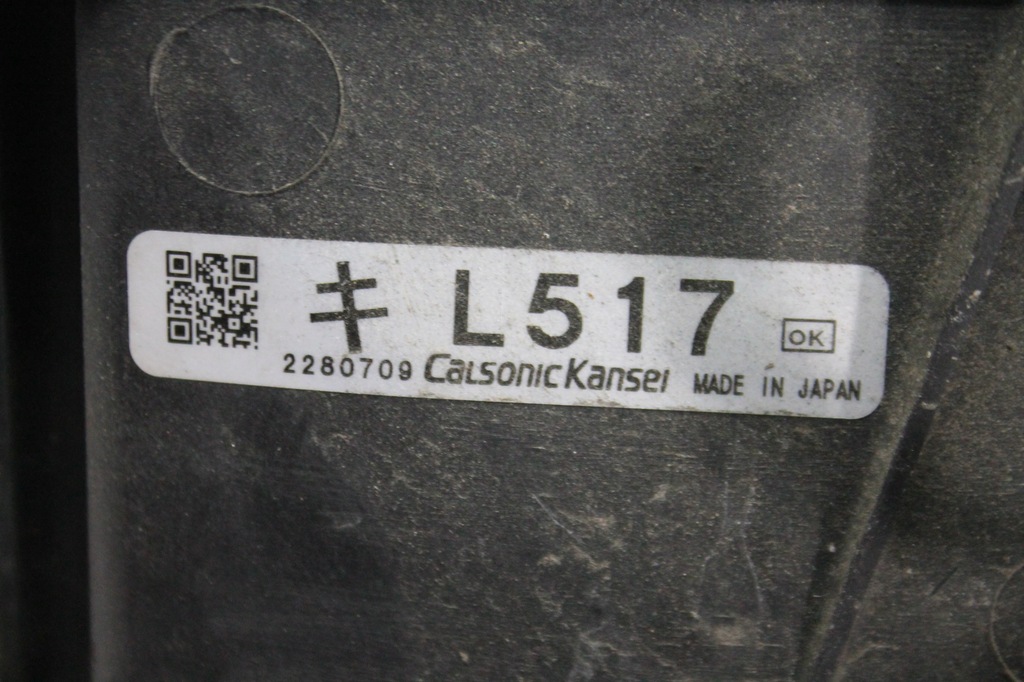 キ L517 OK
2280709 CalsonicKansei MADE IN JAPAN